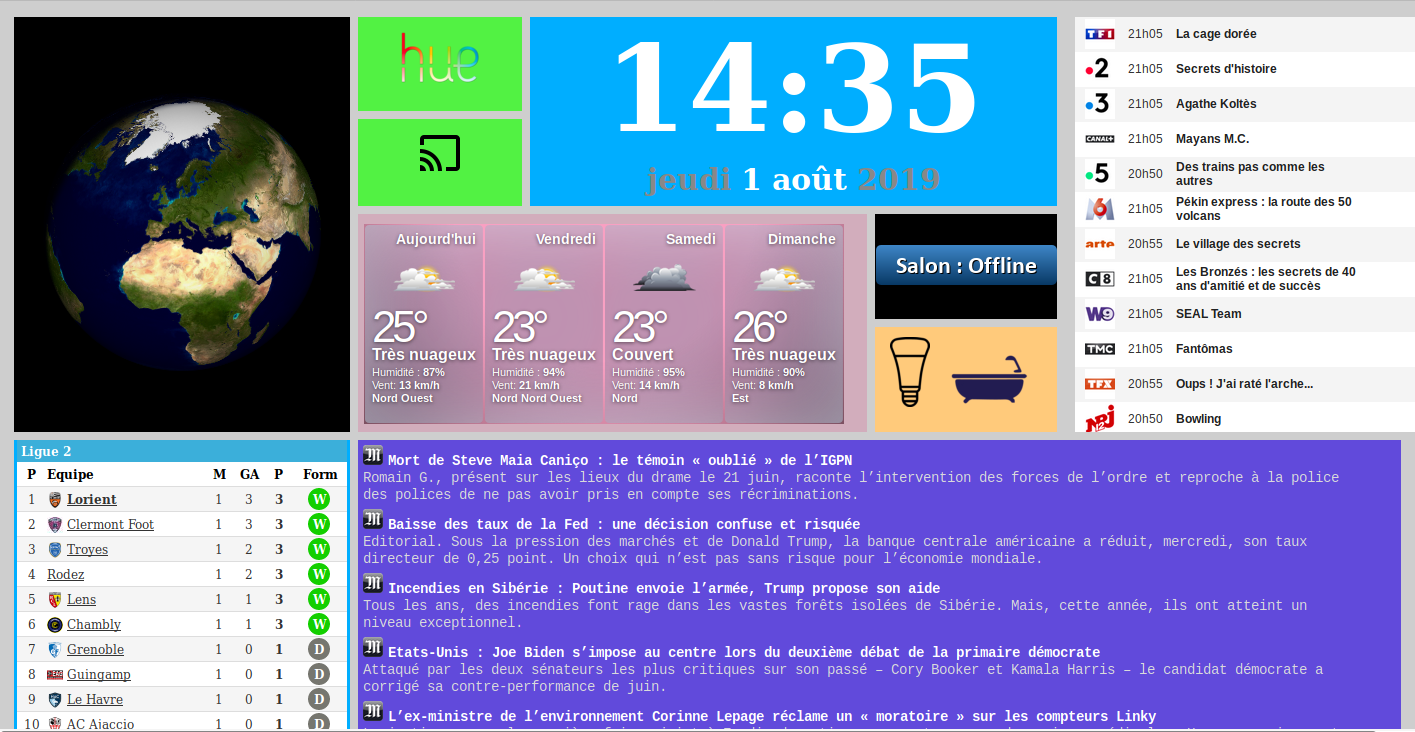 hue
14:35
jeudi 1 août 2019
Aujourd'hui
25°
Très nuageux
Humidité : 87%
Vent: 13 km/h
Nord Ouest
Vendredi
23°
Très nuageux
Humidité : 94%
Vent: 21 km/h
Nord Nord Ouest
Samedi
23°
Couvert
Humidité : 95%
Vent: 14 km/h
Nord
Dimanche
26°
Très nuageux
Humidité : 90%
Vent: 8 km/h
Est
Salon : Offline
TF1 21h05 La cage dorée
2 21h05 Secrets d'histoire
3 21h05 Agathe Koltès
CANAL+ 21h05 Mayans M.C.
5 20h50 Des trains pas comme les
autres
M6 21h05 Pékin express : la route des 50
volcans
arte 20h55 Le village des secrets
C8 21h05 Les Bronzés : les secrets de 40
ans d'amitié et de succès
W9 21h05 SEAL Team
TMC 21h05 Fantômas
TFX 20h55 Oups ! J'ai raté l'arche...
NRJ12 20h50 Bowling
Ligue 2
P Equipe M GA P Form
1 Lorient 1 3 3 W
2 Clermont Foot 1 3 3 W
3 Troyes 1 2 3 W
4 Rodez 1 2 3 W
5 Lens 1 1 3 W
6 Chambly 1 1 3 W
7 Grenoble 1 0 1 D
8 Guingamp 1 0 1 D
9 Le Havre 1 0 1 D
10 AC Ajaccio 1 0 1 D
Mort de Steve Maia Caniço : le témoin « oublié » de l’IGPN
Romain G., présent sur les lieux du drame le 21 juin, raconte l’intervention des forces de l’ordre et reproche à la police
des polices de ne pas avoir pris en compte ses récriminations.
Baisse des taux de la Fed : une décision confuse et risquée
Editorial. Sous la pression des marchés et de Donald Trump, la banque centrale américaine a réduit, mercredi, son taux
directeur de 0,25 point. Un choix qui n’est pas sans risque pour l’économie mondiale.
Incendies en Sibérie : Poutine envoie l’armée, Trump propose son aide
Tous les ans, des incendies font rage dans les vastes forêts isolées de Sibérie. Mais, cette année, ils ont atteint un
niveau exceptionnel.
Etats-Unis : Joe Biden s’impose au centre lors du deuxième débat de la primaire démocrate
Attaqué par les deux sénateurs les plus critiques sur son passé – Cory Booker et Kamala Harris – le candidat démocrate a
corrigé sa contre-performance de juin.
L’ex-ministre de l’environnement Corinne Lepage réclame un « moratoire » sur les compteurs Linky